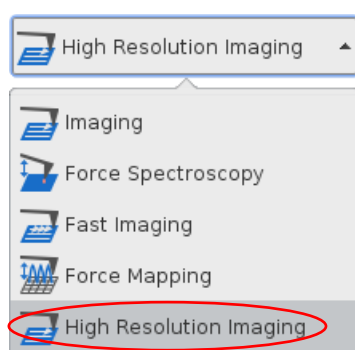 High Resolution Imaging
Imaging
Force Spectroscopy
Fast Imaging
Force Mapping
High Resolution Imaging